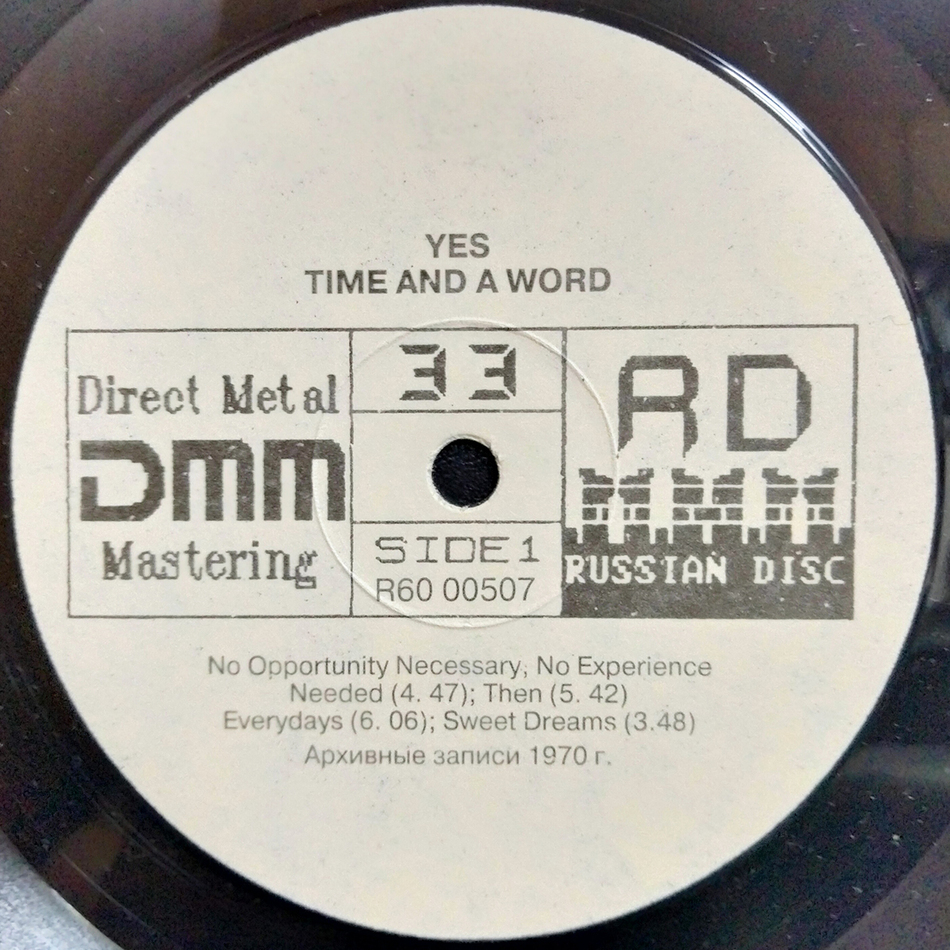 YES
TIME AND A WORD
Direct Metal
DMM
Mastering
33
SIDE 1
R60 00507
RD
RUSSIAN DISC
No Opportunity Necessary, No Experience
Needed (4. 47); Then (5. 42)
Everydays (6. 06); Sweet Dreams (3.48)
Архивные записи 1970 г.